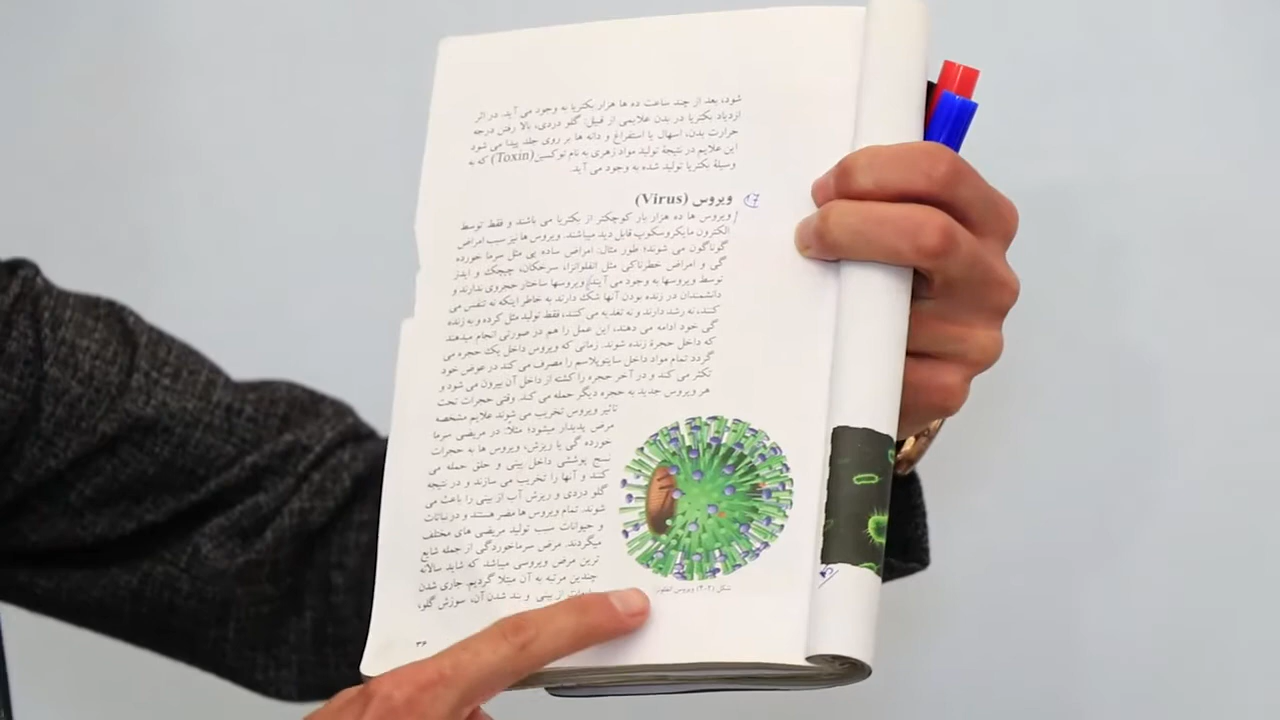 شود، بعد از چند ساعت ده ها هزار بکتریا به وجود می آید. در اثر
ازدیاد بکتریا در بدن علایمی از قبیل: گلو دردی، بالا رفتن درجه
حرارت بدن، اسهال یا استفراغ و دانه ها بر روی جلد پیدا می شود
این علایم در نتیجۀ تولید مواد زهری به نام توکسین (Toxin) که به
وسیلۀ بکتریا تولید شده به وجود می آید.
ویروس (Virus)
ویروس ها ده هزار بار کوچکتر از بکتریا می باشند و فقط توسط
الکترون مایکروسکوپ قابل دید میباشند. ویروس ها نیز سبب امراض
گوناگون می شوند؛ طور مثال: امراض ساده یی مثل سرما خورده
گی و امراض خطرناکی مثل انفلوانزا، سرخکان، چیچک و ایدز
توسط ویروسها به وجود می آیند. ویروسها ساختار حجروی ندارند و
دانشمندان در زنده بودن آنها شک دارند به خاطر اینکه نه تنفس می
کنند، نه رشد دارند و نه تغذیه می کنند، فقط تولید مثل کرده و به زنده
گی خود ادامه می دهند، این عمل را هم در صورتی انجام میدهند
که داخل حجرۀ زنده شوند. زمانی که ویروس داخل یک حجره می
گردد تمام مواد داخل سایتوپلاسم را مصرف می کند در عوض خود
تکثر می کند و در آخر حجره را کشته از داخل آن بیرون می شود و
هر ویروس جدید به حجره دیگر حمله می کند. وقتی حجرات تحت
تاثیر ویروس تخریب می شوند علایم مشخصه
مرض پدیدار میشود؛ مثلا: در مریضی سرما
خورده گی یا ریزش، ویروس ها به حجرات
نسج پوششی داخل بینی و حلق حمله می
کنند و آنها را تخریب می سازند و در نتیجه
گلو دردی و ریزش آب از بینی را باعث می
شوند. تمام ویروس ها مضر هستند و در نباتات
و حیوانات سبب تولید مریضی های مختلف
میگردند. مرض سرماخوردگی از جمله شایع
ترین مرض ویروسی میباشد که شاید سالانه
چندین مرتبه به آن مبتلا گردیم. جاری شدن
از بینی و بند شدن آن، سوزش گلو،
شکل (۲-۴) ویروس
۳۶